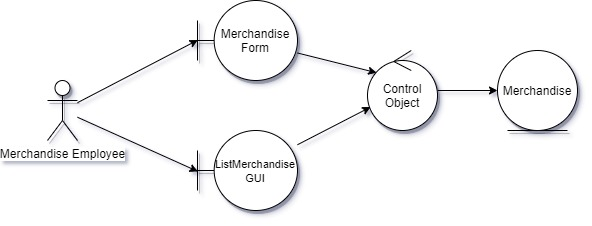 Merchandise
Form
Control
Object
Merchandise
Merchandise Employee
ListMerchandise
GUI